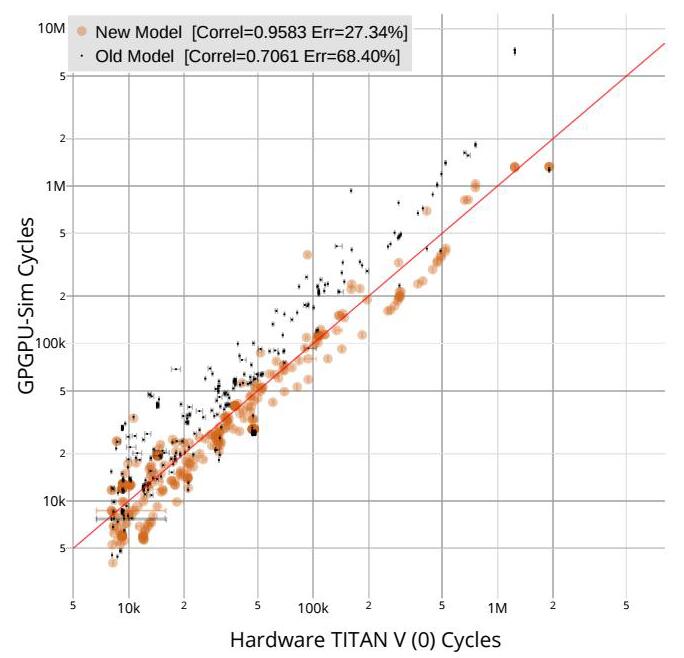 New Model [Correl=0.9583 Err=27.34%]
Old Model [Correl=0.7061 Err=68.40%]
10M
5
2
1M
5
2
100k
5
2
10k
5
GPGPU-Sim Cycles
5 10k 2 5 100k 2 5 1M 2 5
Hardware TITAN V (0) Cycles